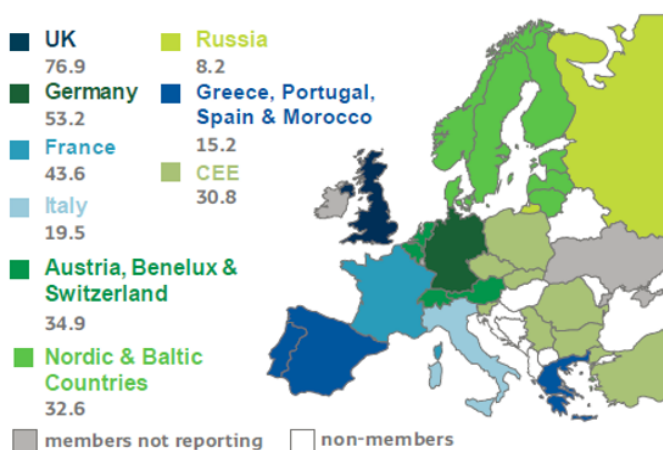 UK
76.9
Germany
53.2
France
43.6
Italy
19.5
Austria, Benelux &
Switzerland
34.9
Nordic & Baltic
Countries
32.6
Russia
8.2
Greece, Portugal,
Spain & Morocco
15.2
CEE
30.8
members not reporting
non-members